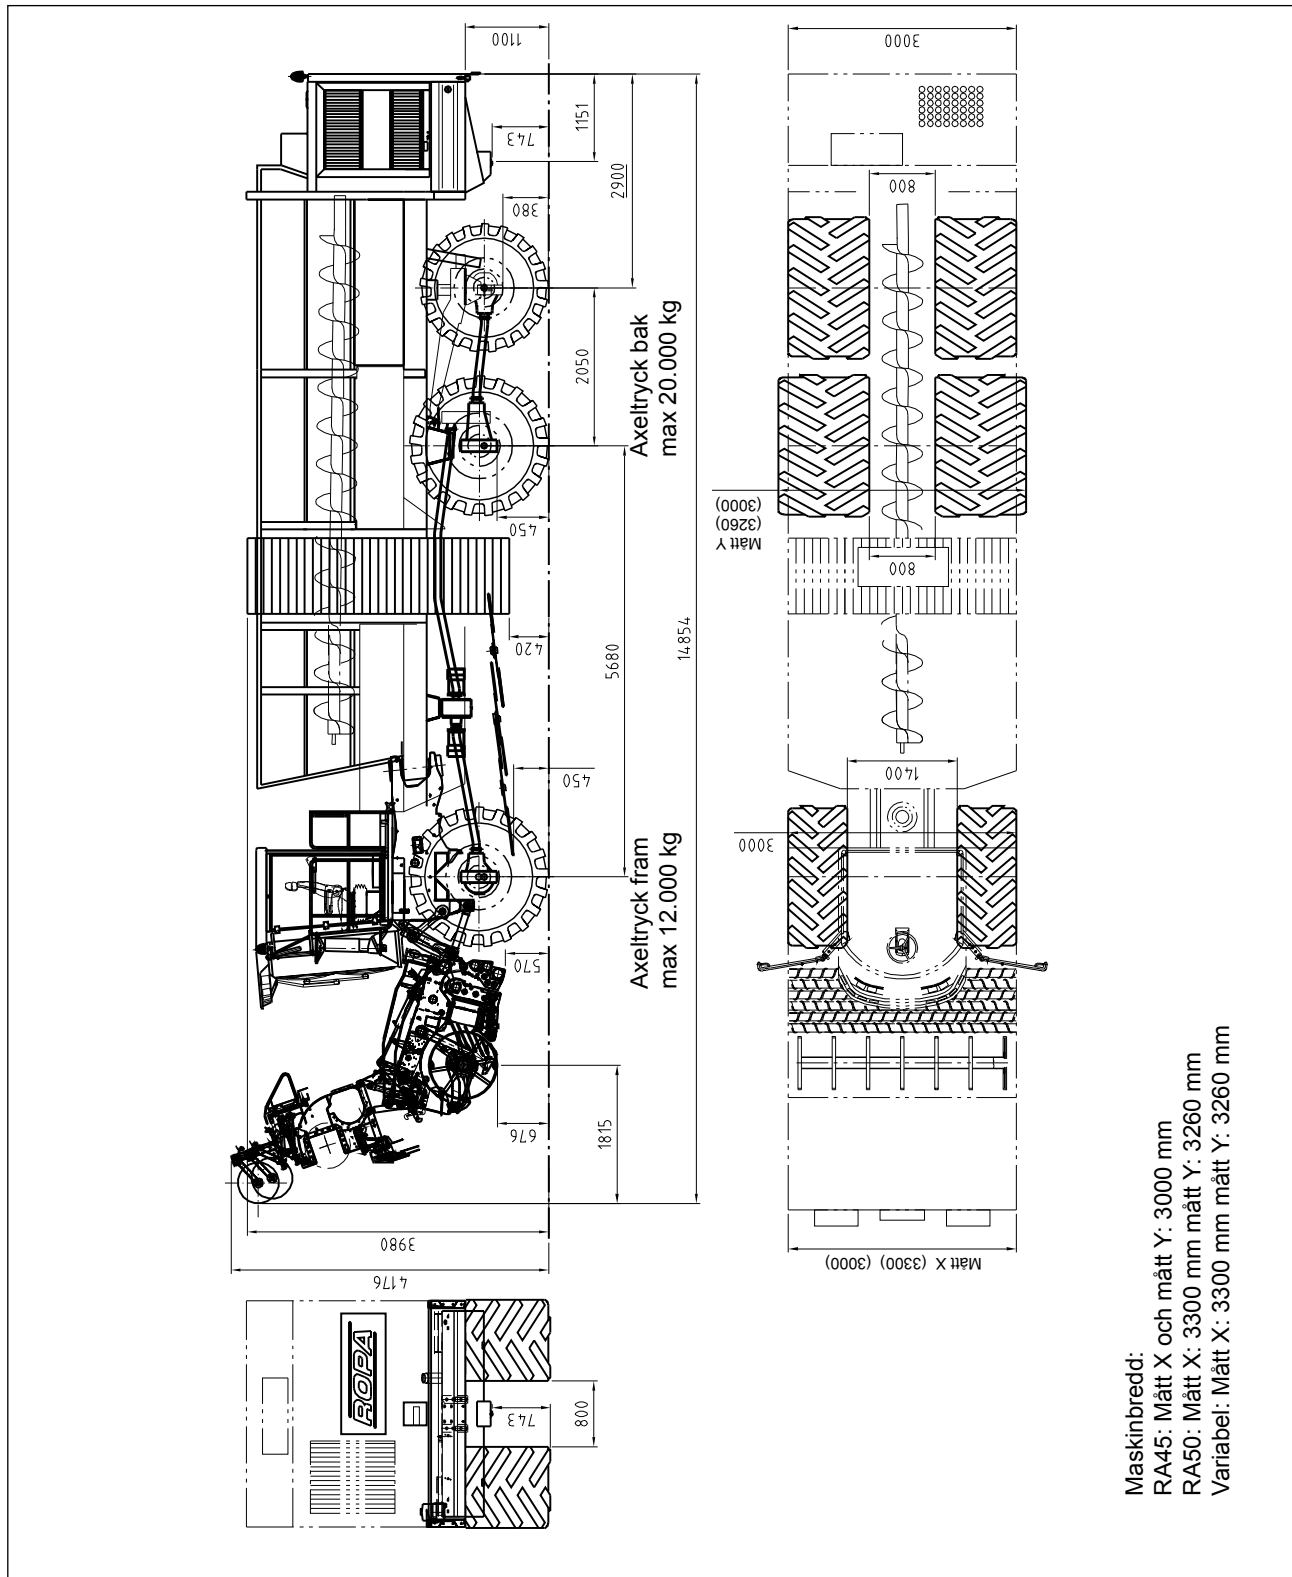 1100
1151
743
2900
380
2050
Axeltryck bak
max 20.000 kg
450
420
5680
14854
450
Axeltryck fram
max 12.000 kg
570
676
1815
3980
4176
ROPA
743
800
3000
800
Mått Y
(3260)
(3000)
800
1400
3000
Mått X (3300) (3000)
Maskinbredd:
RA45: Mått X och mått Y: 3000 mm
RA50: Mått X: 3300 mm mått Y: 3260 mm
Variabel: Mått X: 3300 mm mått Y: 3260 mm